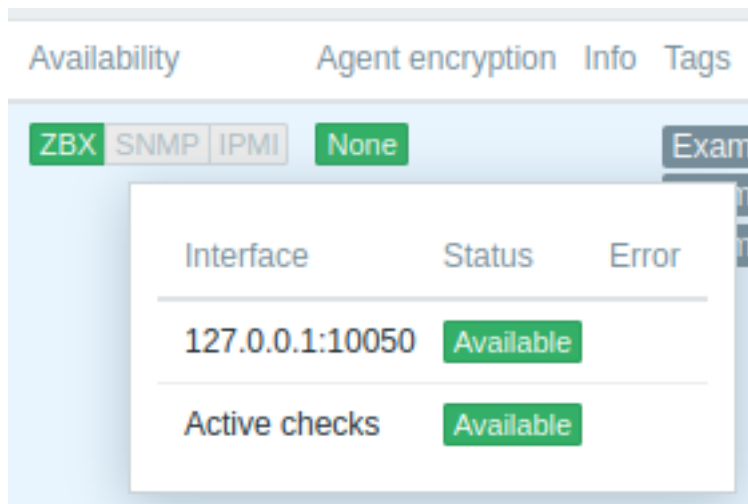 Availability Agent encryption Info Tags
ZBX SNMP IPMI None
Interface Status Error
127.0.0.1:10050 Available
Active checks Available